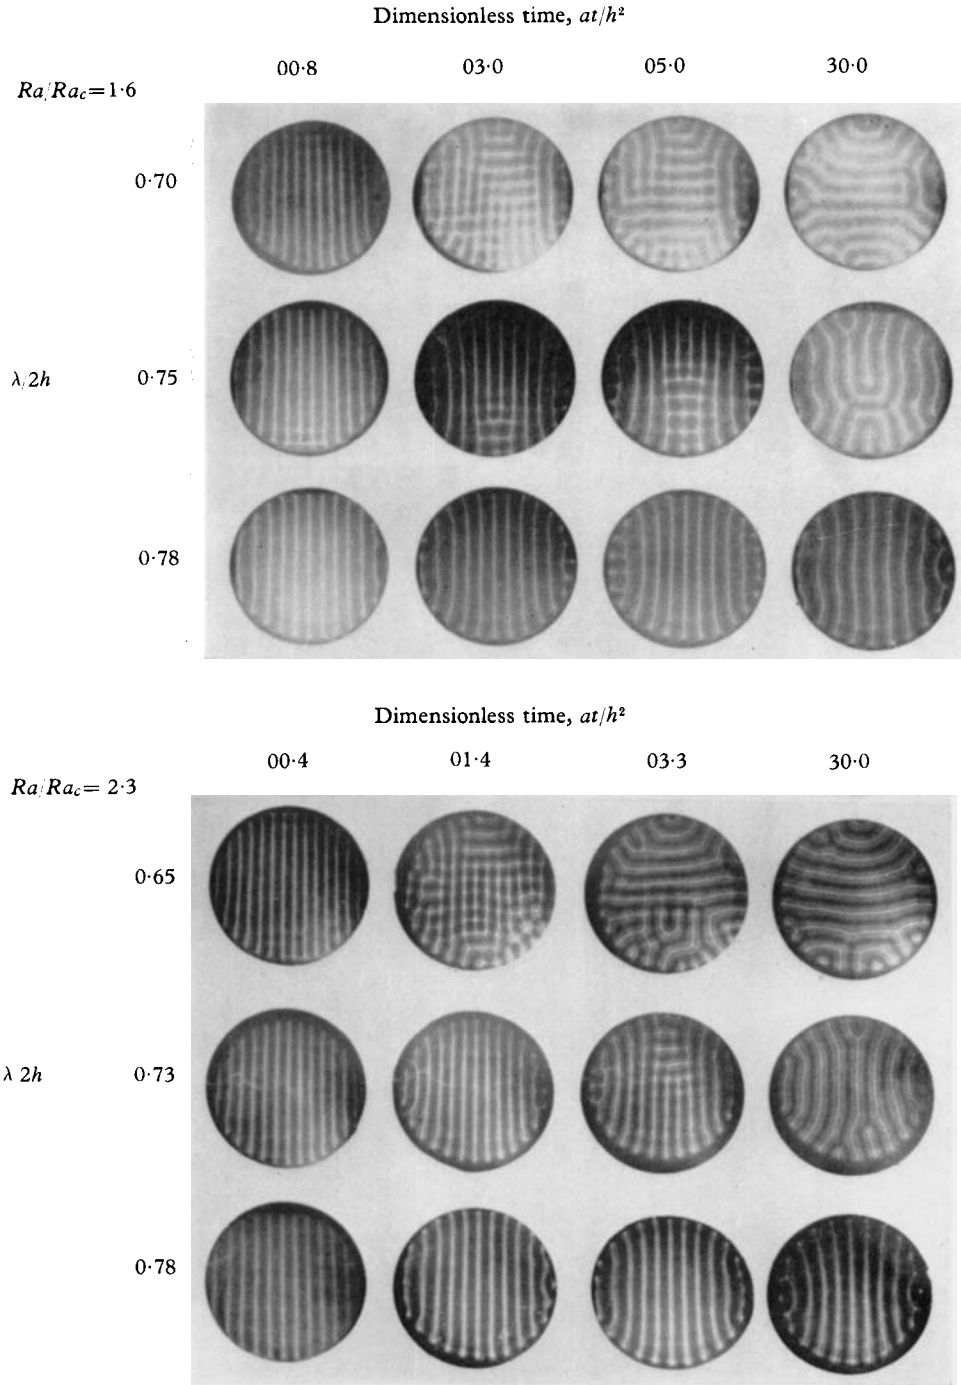 Dimensionless time, at/h²
00·8 03·0 05·0 30·0
Ra/Rac=1·6
0·70
λ/2h 0·75
0·78
Dimensionless time, at/h²
00·4 01·4 03·3 30·0
Ra/Rac= 2·3
0·65
λ 2h 0·73
0·78